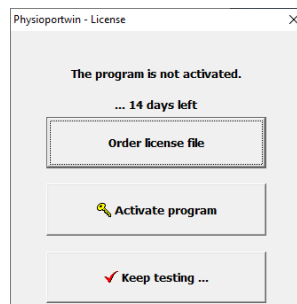 Physioportwin - License
The program is not activated.
... 14 days left
Order license file
Activate program
Keep testing ...